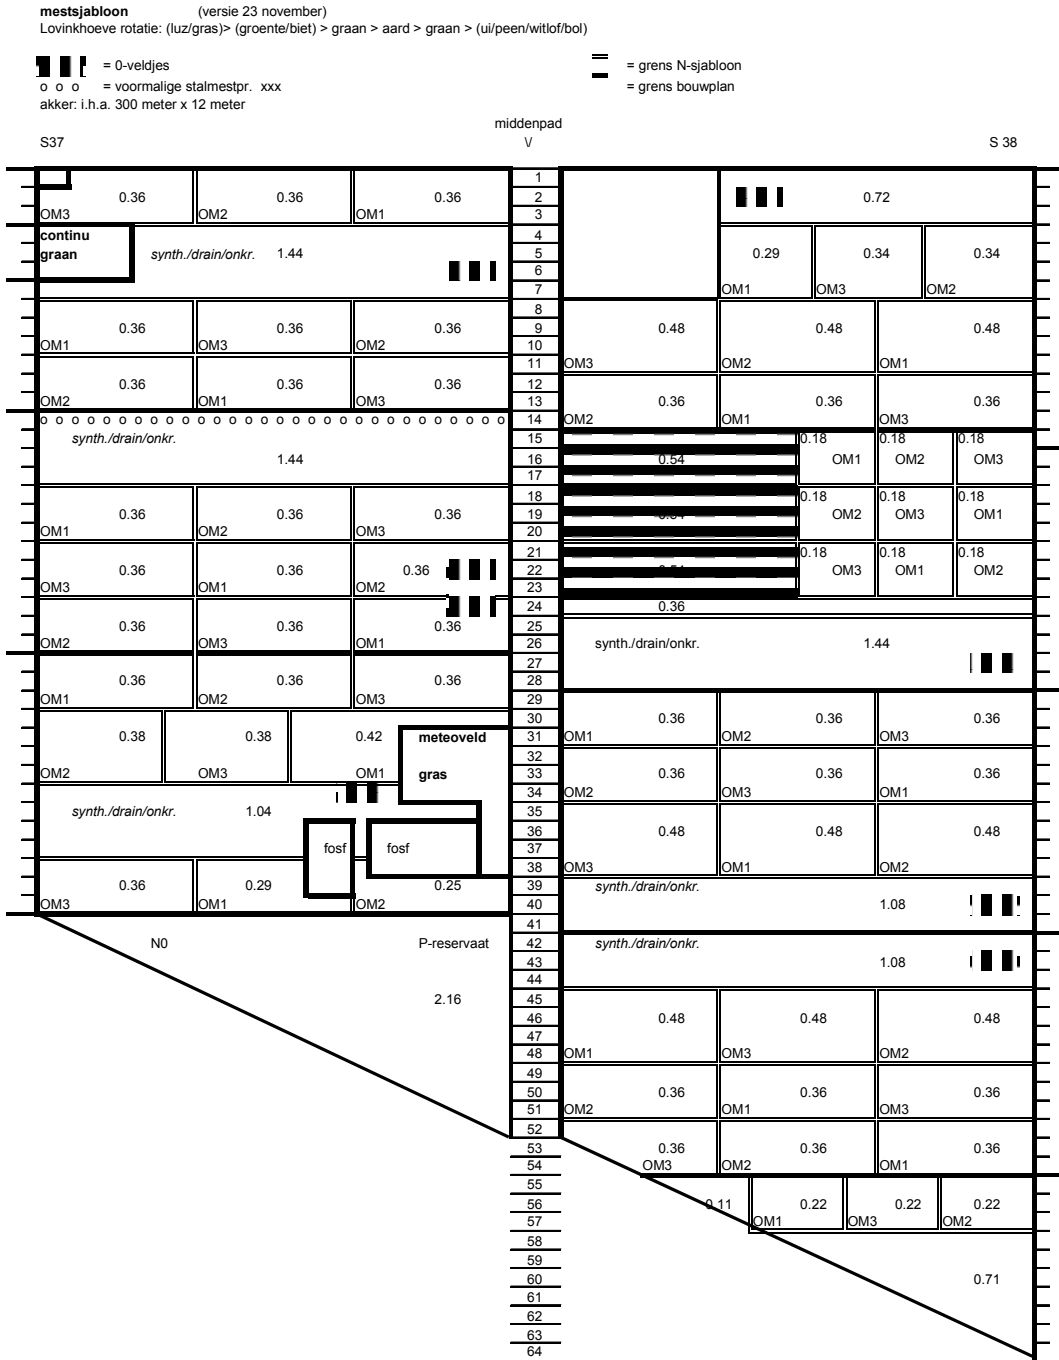 mestsjabloon (versie 23 november)
Lovinkhoeve rotatie: (luz/gras)> (groente/biet) > graan > aard > graan > (ui/peen/witlof/bol)
= 0-veldjes = grens N-sjabloon
o o o = voormalige stalmestpr. xxx = grens bouwplan
akker: i.h.a. 300 meter x 12 meter
middenpad
S37 \/ S 38
1
0.36 0.36 0.36 2 0.72
OM3 OM2 OM1 3
continu 4
graan synth./drain/onkr. 1.44 5 0.29 0.34 0.34
6
7 OM1 OM3 OM2
8
0.36 0.36 0.36 9 0.48 0.48 0.48
OM1 OM3 OM2 10
11 OM3 OM2 OM1
0.36 0.36 0.36 12
OM2 OM1 OM3 13 0.36 0.36 0.36
o o o o o o o o o o o o o o o o o o o o o o o o o o o o o o 14 OM2 OM1 OM3
synth./drain/onkr. 15 0.18 0.18 0.18
1.44 16 0.54 OM1 OM2 OM3
17
18 0.18 0.18 0.18
0.36 0.36 0.36 19 OM2 OM3 OM1
OM1 OM2 OM3 20
21 0.18 0.18 0.18
0.36 0.36 0.36 22 OM3 OM1 OM2
OM3 OM1 OM2 23
24 0.36
0.36 0.36 0.36 25
OM2 OM3 OM1 26 synth./drain/onkr. 1.44
27
0.36 0.36 0.36 28
OM1 OM2 OM3 29
30 0.36 0.36 0.36
0.38 0.38 0.42 meteoveld 31 OM1 OM2 OM3
32
OM2 OM3 OM1 gras 33 0.36 0.36 0.36
34 OM2 OM3 OM1
synth./drain/onkr. 1.04 35
36 0.48 0.48 0.48
fosf fosf 37
38 OM3 OM1 OM2
0.36 0.29 0.25 39 synth./drain/onkr.
OM3 OM1 OM2 40 1.08
41
N0 P-reservaat 42 synth./drain/onkr.
43 1.08
44
2.16 45
46 0.48 0.48 0.48
47
48 OM1 OM3 OM2
49
50 0.36 0.36 0.36
51 OM2 OM1 OM3
52
53 0.36 0.36 0.36
54 OM3 OM2 OM1
55
56 0.11 0.22 0.22 0.22
57 OM1 OM3 OM2
58
59
60 0.71
61
62
63
64